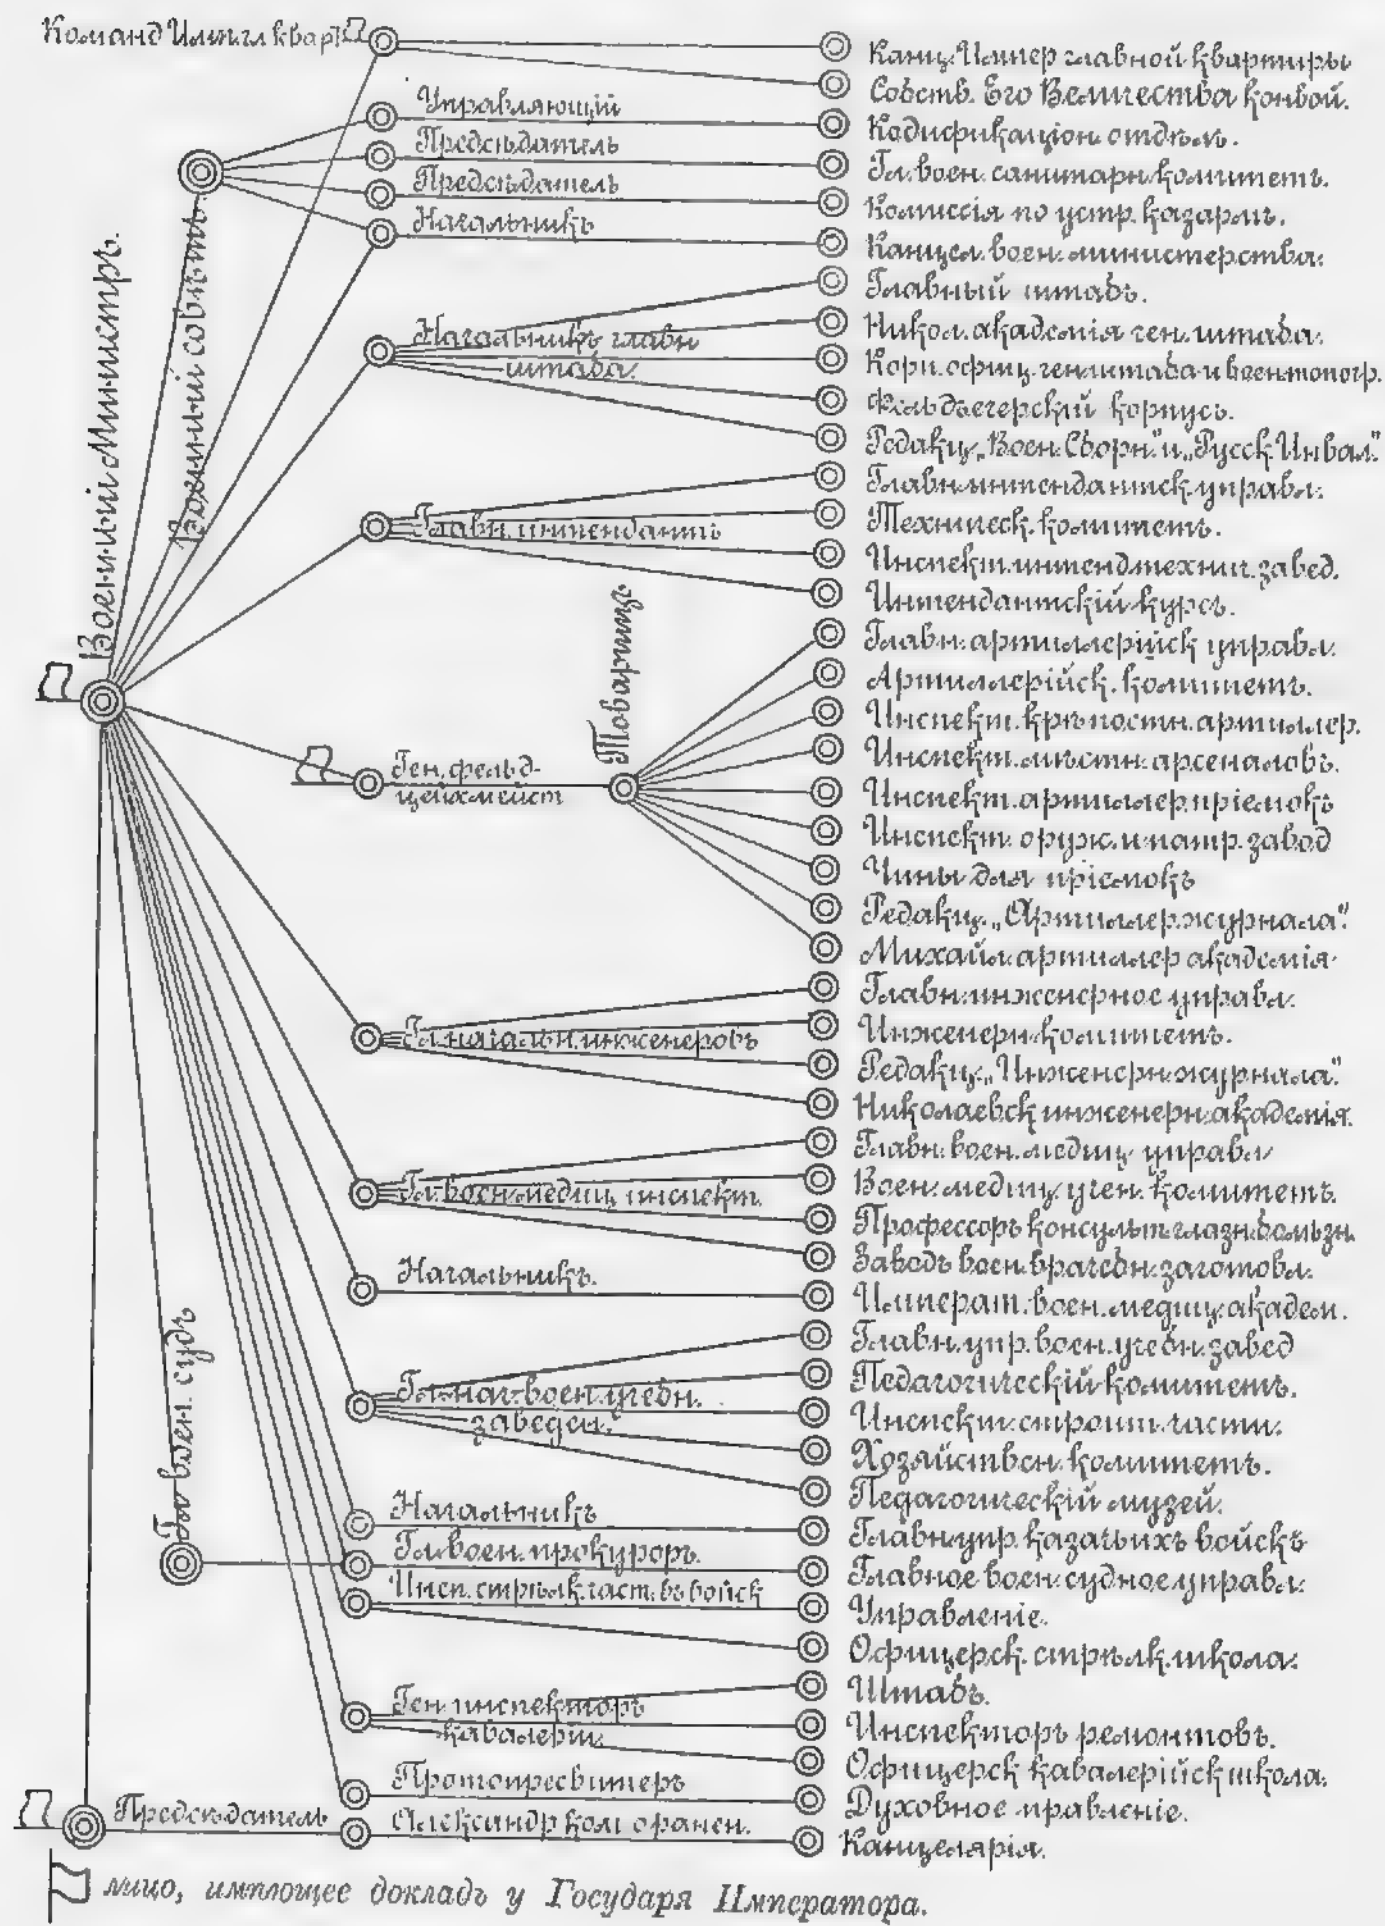 Команд Импгл кварт
Канц. Импер главной квартиры
Собств. Его Величества конвой.
Управляющій
Кодификаціон. отдѣл.
Предсѣдатель
Гл. воен. санитарн. комитетъ.
Предсѣдатель
Комиссія по устр. казармъ.
Начальникъ
Канцел. воен. министерства.
Военный Министръ.
Военный совѣтъ.
Главный штабъ.
Начальникъ главн
штаба.
Никол. академія ген. штаба.
Корп. офиц. ген. штаба и воен. топогр.
Фельдъегерскій корпусъ.
Редакц. „Воен. Сборн." и „Русск. Инвал."
Главн. интендантск. управл.
Главн. интендантъ
Техническ. комитетъ.
Инспект. интенд. технич. завед.
Интендантскій курсъ.
Товарищъ
Главн. артиллерійск управл.
Артиллерійск. комитетъ.
Инспект. крѣпостн. артиллер.
Инспект. мѣстн. арсеналовъ.
Ген. фельд-
цейхмейст
Инспект. артиллер. пріемокъ
Инспект. оруж. и патр. завод
Чины для пріемокъ
Редакц. „Артиллер. журнала".
Михайл. артиллер академія.
Главн. инженерное управл.
Гл. начальн. инженеровъ
Инженерн. комитетъ.
Редакц. „Инженерн. журнала".
Николаевск инженерн. академія.
Главн. воен. медиц. управл
Гл. воен. медиц инспект.
Воен. медиц. учен. комитетъ.
Профессоръ консульт. глазн. болѣзн.
Заводъ воен. врачебн. заготовл.
Начальникъ.
Императ. воен. медиц. академ.
Главн. упр. воен. учебн. завед
Гл. нач. воен. учебн.
заведен.
Педагогическій комитетъ.
Инспект. строит. части.
Хозяйствен. комитетъ.
Педагогическій музей.
Гл. воен. судъ
Начальникъ
Главн. упр. казачьихъ войскъ
Гл. воен. прокуроръ.
Главное воен. судное управл.
Инсп. стрѣлк. част. въ войск
Управленіе.
Офицерск. стрѣлк. школа.
Штабъ.
Ген. инспекторъ
кавалеріи.
Инспекторъ ремонтовъ.
Офицерск кавалерійск школа.
Протопресвитеръ
Духовное правленіе.
Предсѣдатель
Александр ком о ранен.
Канцелярія.
лицо, имѣющее докладъ у Государя Императора.